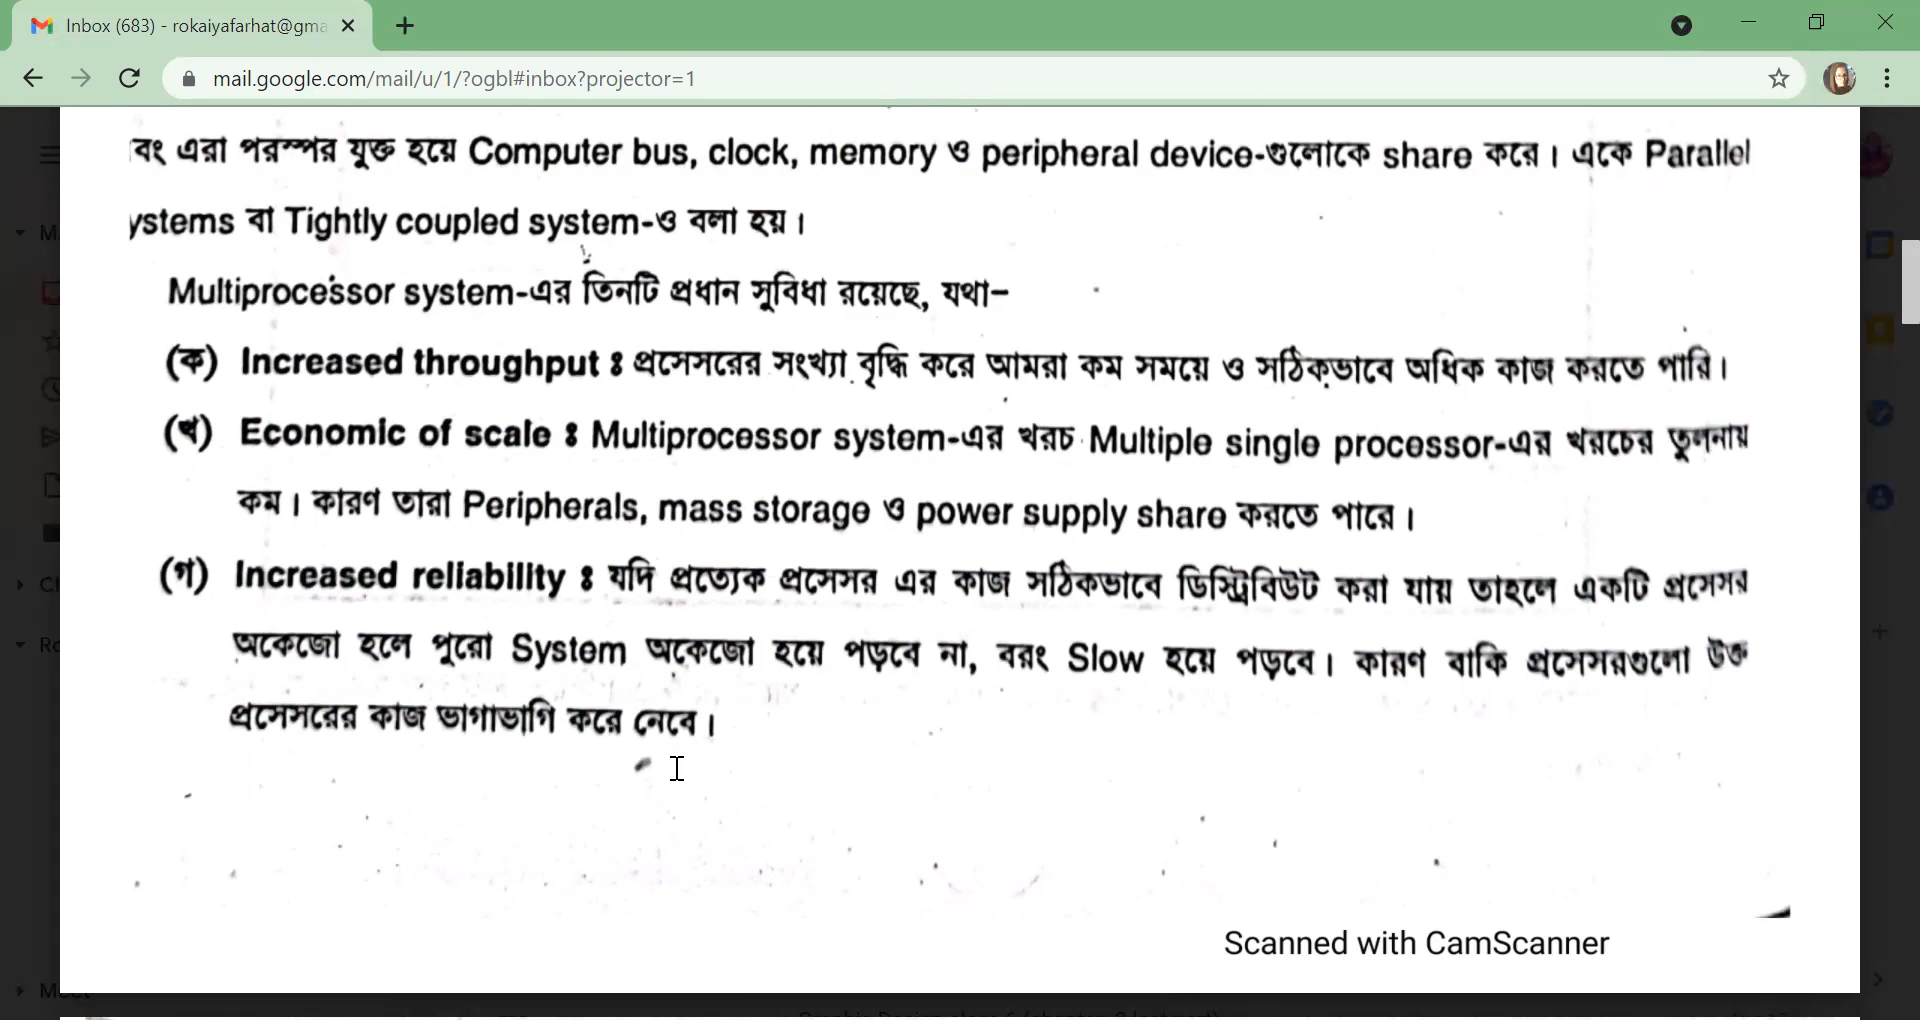 Inbox (683) - rokaiyafarhat@gma
mail.google.com/mail/u/1/?ogbl#inbox?projector=1
বং এরা পরস্পর যুক্ত হয়ে Computer bus, clock, memory ও peripheral device-গুলোকে share করে। একে Parallel
ystems বা Tightly coupled system-ও বলা হয়।
Multiprocessor system-এর তিনটি প্রধান সুবিধা রয়েছে, যথা–
(ক) Increased throughput : প্রসেসরের সংখ্যা বৃদ্ধি করে আমরা কম সময়ে ও সঠিকভাবে অধিক কাজ করতে পারি।
(খ) Economic of scale : Multiprocessor system-এর খরচ Multiple single processor-এর খরচের তুলনায়
কম। কারণ তারা Peripherals, mass storage ও power supply share করতে পারে।
(গ) Increased reliability : যদি প্রত্যেক প্রসেসর এর কাজ সঠিকভাবে ডিস্ট্রিবিউট করা যায় তাহলে একটি প্রসেসর
অকেজো হলে পুরো System অকেজো হয়ে পড়বে না, বরং Slow হয়ে পড়বে। কারণ বাকি প্রসেসরগুলো উক্ত
প্রসেসরের কাজ ভাগাভাগি করে নেবে।
Scanned with CamScanner